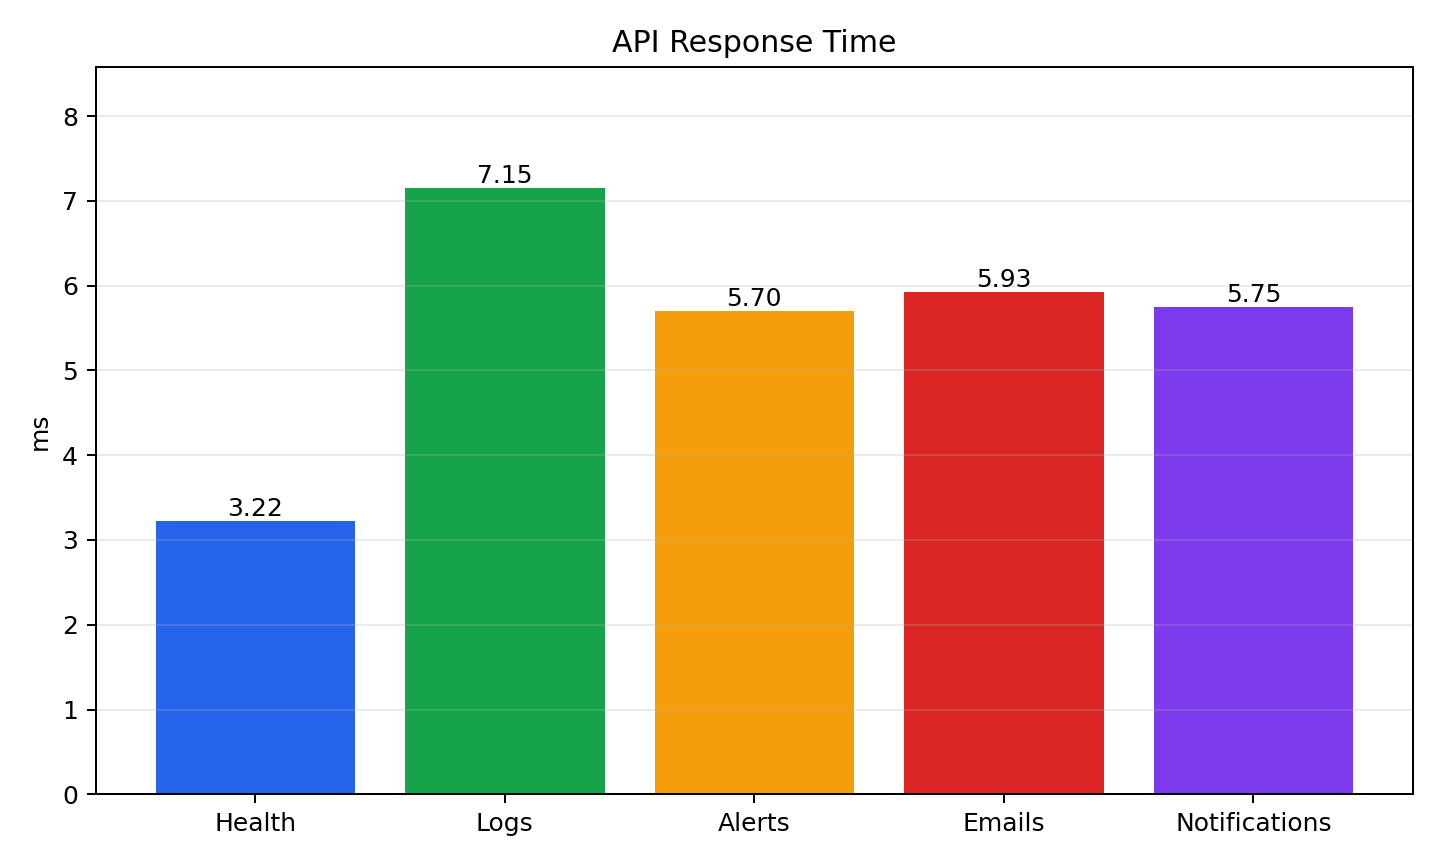 API Response Time
8
7
6
5
4
3
2
1
0
ms
3.22
7.15
5.70
5.93
5.75
Health
Logs
Alerts
Emails
Notifications